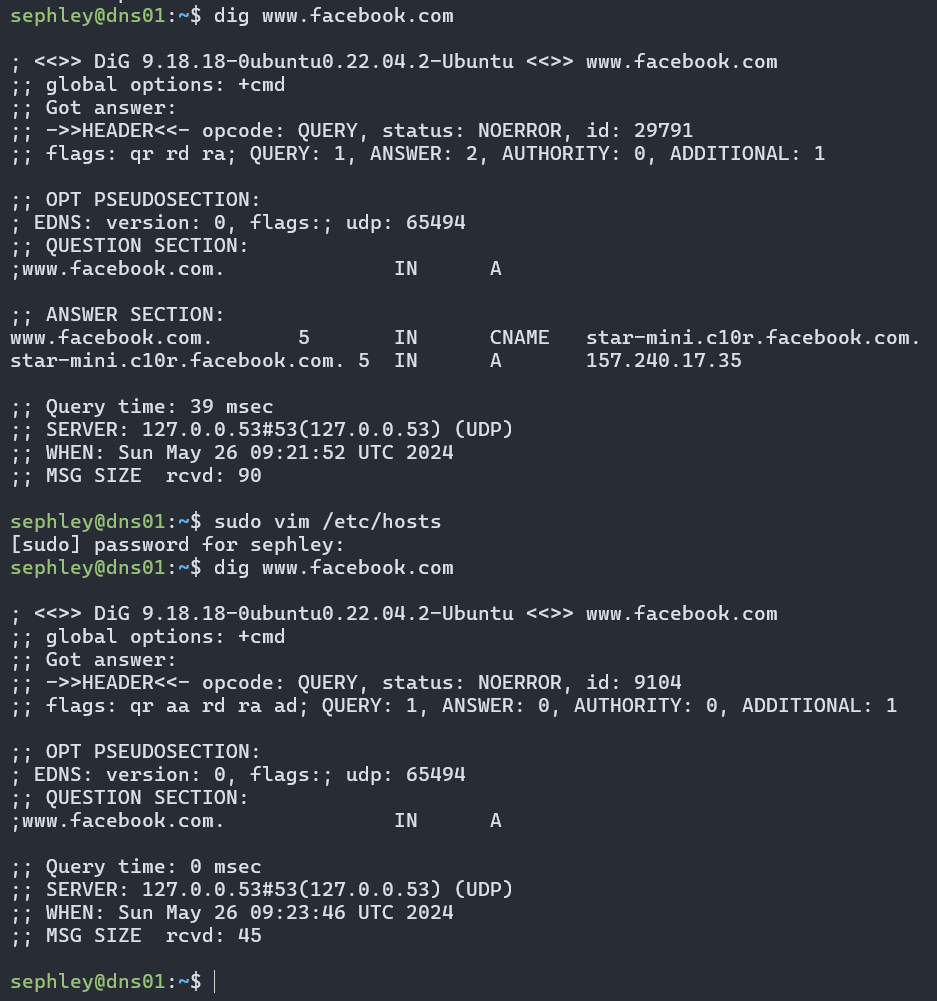 sephley@dns01:~$ dig www.facebook.com

; <<>> DiG 9.18.18-0ubuntu0.22.04.2-Ubuntu <<>> www.facebook.com
;; global options: +cmd
;; Got answer:
;; ->>HEADER<<- opcode: QUERY, status: NOERROR, id: 29791
;; flags: qr rd ra; QUERY: 1, ANSWER: 2, AUTHORITY: 0, ADDITIONAL: 1

;; OPT PSEUDOSECTION:
; EDNS: version: 0, flags:; udp: 65494
;; QUESTION SECTION:
;www.facebook.com.              IN      A

;; ANSWER SECTION:
www.facebook.com.       5       IN      CNAME   star-mini.c10r.facebook.com.
star-mini.c10r.facebook.com. 5  IN      A       157.240.17.35

;; Query time: 39 msec
;; SERVER: 127.0.0.53#53(127.0.0.53) (UDP)
;; WHEN: Sun May 26 09:21:52 UTC 2024
;; MSG SIZE  rcvd: 90

sephley@dns01:~$ sudo vim /etc/hosts
[sudo] password for sephley:
sephley@dns01:~$ dig www.facebook.com

; <<>> DiG 9.18.18-0ubuntu0.22.04.2-Ubuntu <<>> www.facebook.com
;; global options: +cmd
;; Got answer:
;; ->>HEADER<<- opcode: QUERY, status: NOERROR, id: 9104
;; flags: qr aa rd ra ad; QUERY: 1, ANSWER: 0, AUTHORITY: 0, ADDITIONAL: 1

;; OPT PSEUDOSECTION:
; EDNS: version: 0, flags:; udp: 65494
;; QUESTION SECTION:
;www.facebook.com.              IN      A

;; Query time: 0 msec
;; SERVER: 127.0.0.53#53(127.0.0.53) (UDP)
;; WHEN: Sun May 26 09:23:46 UTC 2024
;; MSG SIZE  rcvd: 45

sephley@dns01:~$